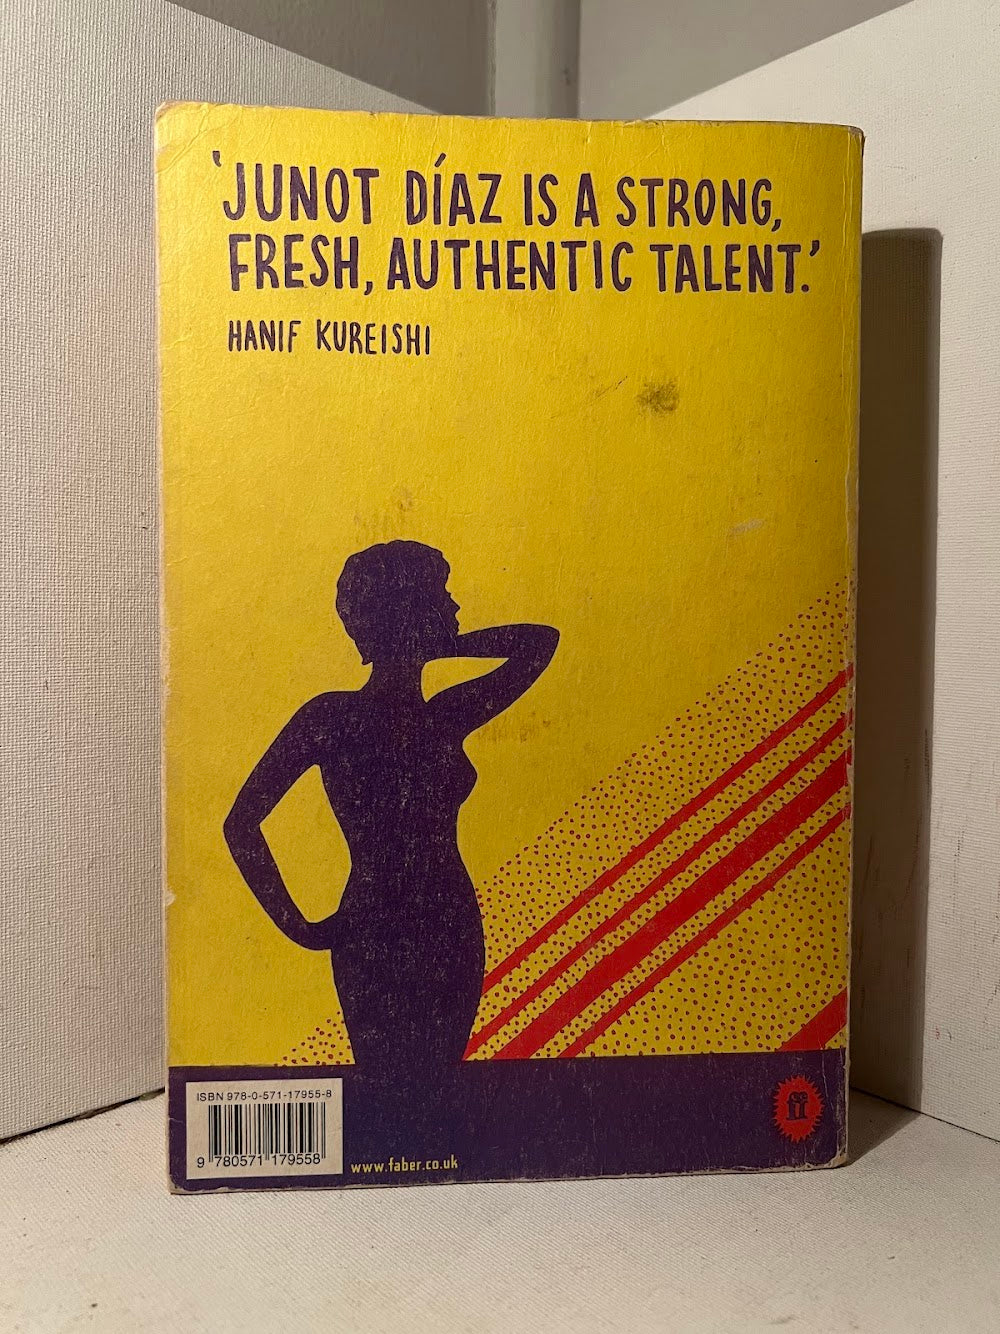 ‘JUNOT DÍAZ IS A STRONG,
FRESH, AUTHENTIC TALENT.’
HANIF KUREISHI
ISBN 978-0-571-17955-8
9 780571 179558
www.faber.co.uk
ff